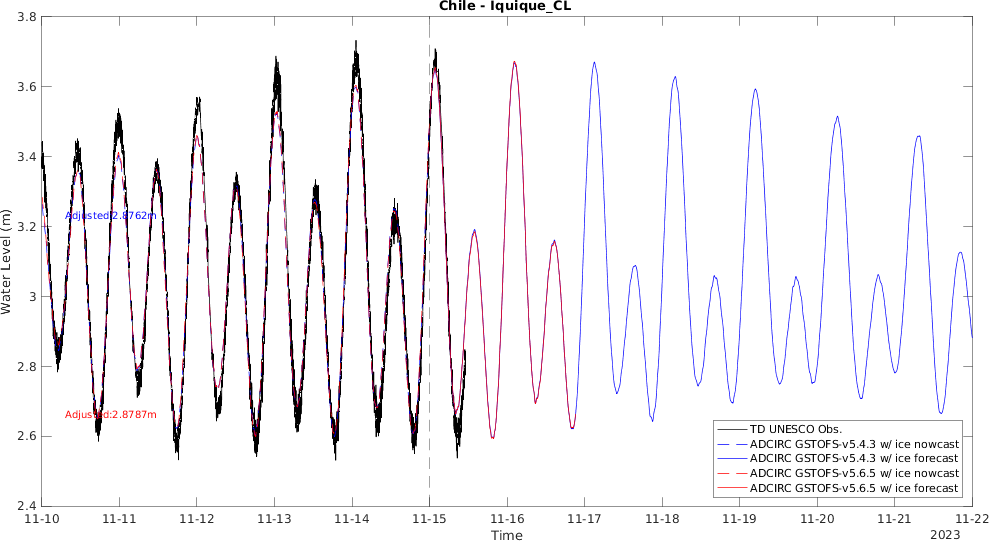 Chile - Iquique_CL
3.8
3.6
3.4
3.2
3
2.8
2.6
2.4
Water Level (m)
Adjusted:2.8762m
Adjusted:2.8787m
TD UNESCO Obs.
ADCIRC GSTOFS-v5.4.3 w/ ice nowcast
ADCIRC GSTOFS-v5.4.3 w/ ice forecast
ADCIRC GSTOFS-v5.6.5 w/ ice nowcast
ADCIRC GSTOFS-v5.6.5 w/ ice forecast
11-10 11-11 11-12 11-13 11-14 11-15 11-16 11-17 11-18 11-19 11-20 11-21 11-22
Time
2023